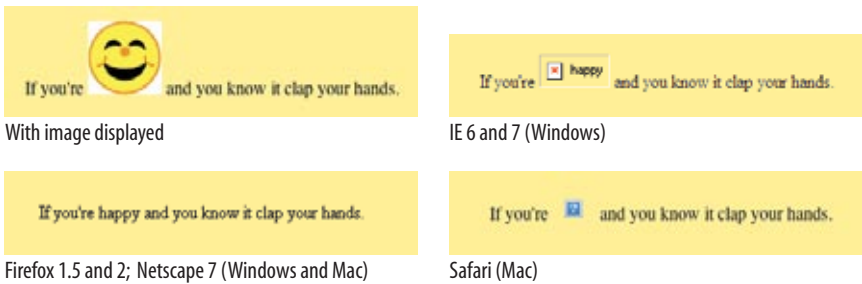 If you're and you know it clap your hands.
With image displayed
If you're happy and you know it clap your hands.
IE 6 and 7 (Windows)
If you're happy and you know it clap your hands.
Firefox 1.5 and 2; Netscape 7 (Windows and Mac)
If you're ? and you know it clap your hands.
Safari (Mac)